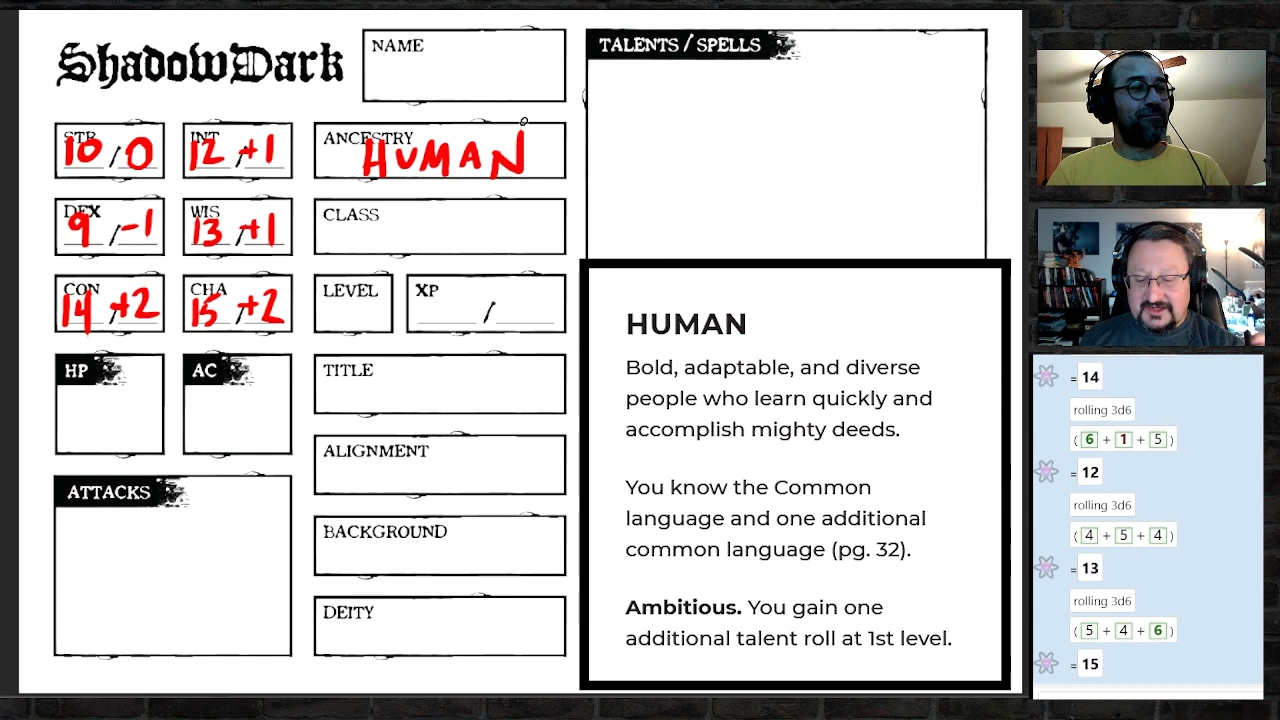 ShadowDark
NAME
TALENTS / SPELLS
STR
10 / 0
INT
12 / +1
ANCESTRY
HUMAN
DEX
9 / -1
WIS
13 / +1
CLASS
CON
14 / +2
CHA
15 / +2
LEVEL
XP
/
HP
AC
TITLE
ALIGNMENT
ATTACKS
BACKGROUND
DEITY
HUMAN
Bold, adaptable, and diverse
people who learn quickly and
accomplish mighty deeds.
You know the Common
language and one additional
common language (pg. 32).
Ambitious. You gain one
additional talent roll at 1st level.
= 14
rolling 3d6
( 6 + 1 + 5 )
= 12
rolling 3d6
( 4 + 5 + 4 )
= 13
rolling 3d6
( 5 + 4 + 6 )
= 15